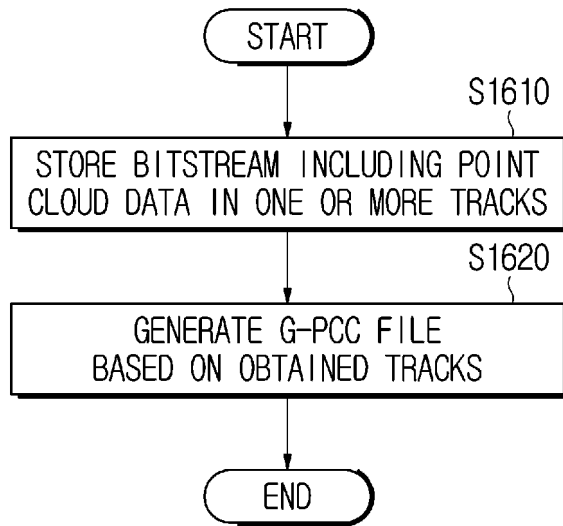 START
S1610
STORE BITSTREAM INCLUDING POINT
CLOUD DATA IN ONE OR MORE TRACKS
S1620
GENERATE G-PCC FILE
BASED ON OBTAINED TRACKS
END